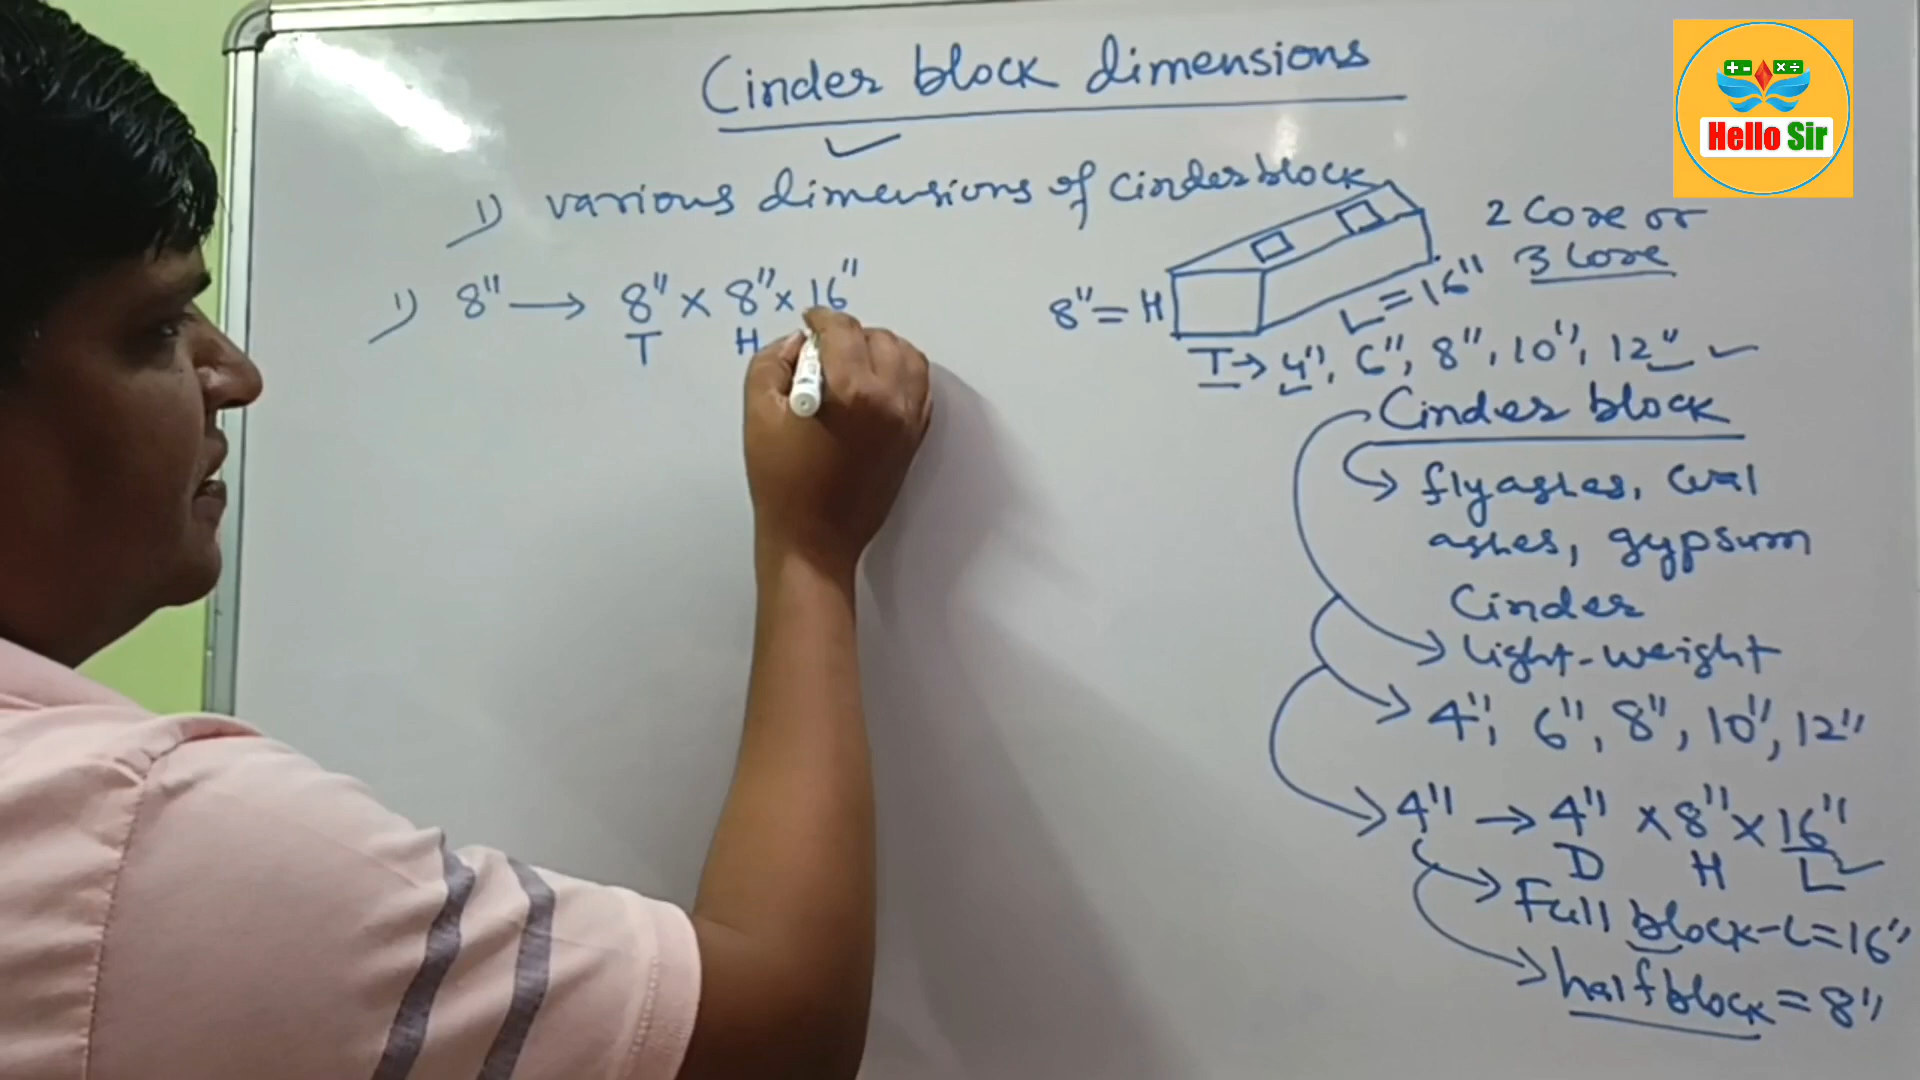 Cinder block dimensions
1) various dimensions of cinder block
1) 8" → 8" x 8" x 16"
T H
2 Core or
3 Core
8" = H
L = 16"
T → 4", 6", 8", 10", 12"
Cinder block
flyashes, coal
ashes, gypsum
Cinder
light-weight
4", 6", 8", 10", 12"
4" → 4" x 8" x 16"
D H L
Full block - L = 16"
half block = 8"
+ - × ÷
Hello Sir